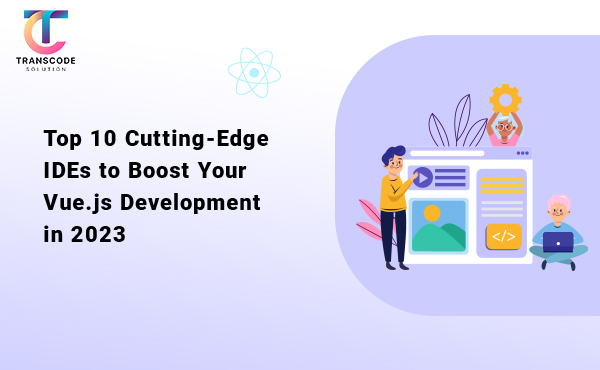 TRANSCODE
SOLUTION
Top 10 Cutting-Edge
IDEs to Boost Your
Vue.js Development
in 2023
</>